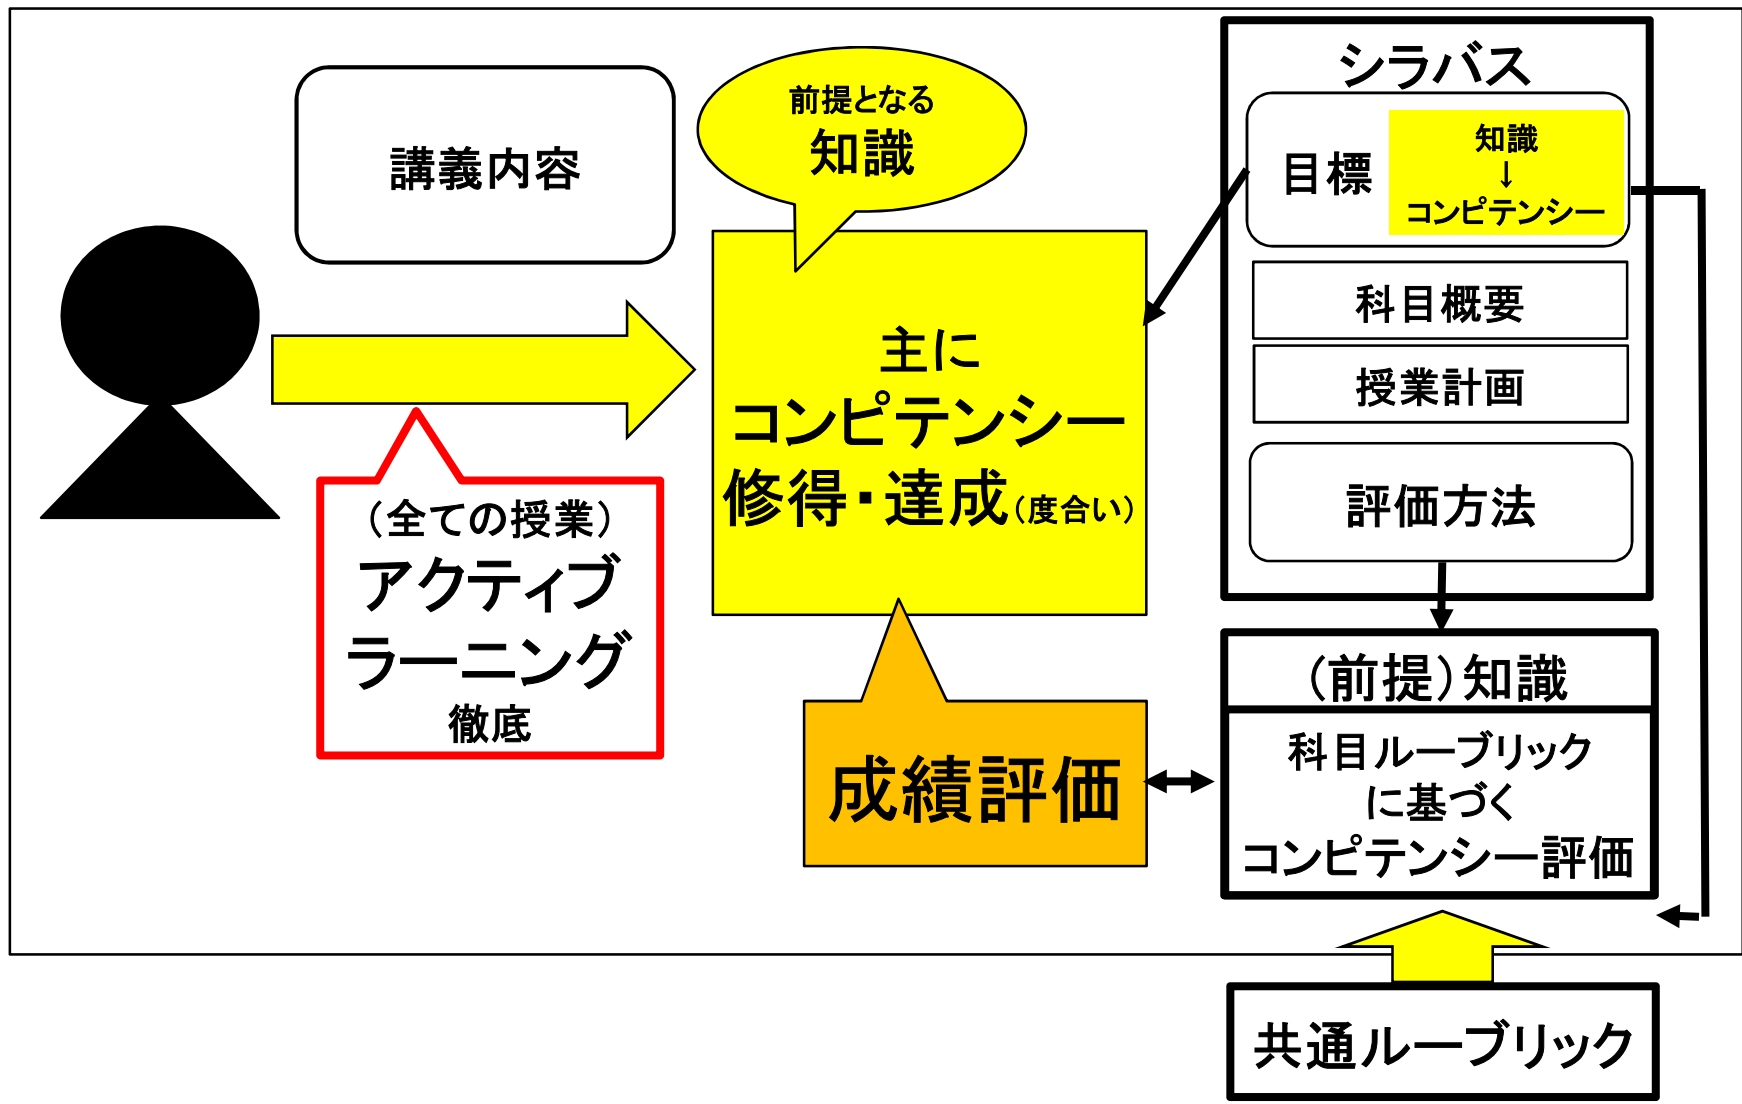 講義内容
前提となる
知識
主に
コンピテンシー
修得・達成（度合い）
（全ての授業）
アクティブ
ラーニング
徹底
成績評価
シラバス
目標
知識
↓
コンピテンシー
科目概要
授業計画
評価方法
（前提）知識
科目ルーブリック
に基づく
コンピテンシー評価
共通ルーブリック